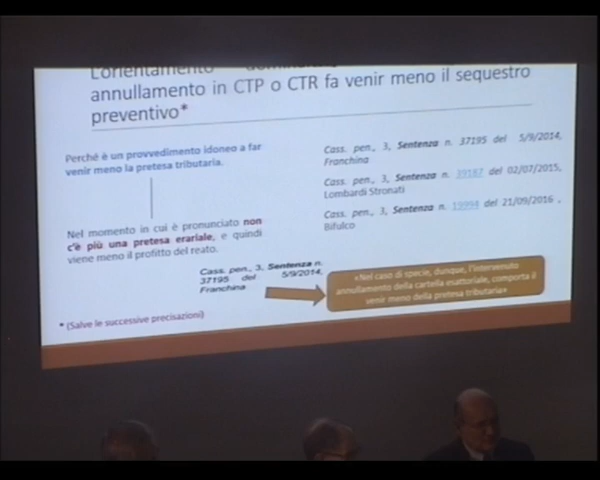 L'orientamento
annullamento in CTP o CTR fa venir meno il sequestro
preventivo*
Perché è un provvedimento idoneo a far
venir meno la pretesa tributaria.
Nel momento in cui è pronunciato non
c'è più una pretesa erariale, e quindi
viene meno il profitto del reato.
Cass. pen., 3, Sentenza n. 37195 del 5/9/2014,
Franchina
Cass. pen., 3, Sentenza n. 39187 del 02/07/2015,
Lombardi Stronati
Cass. pen., 3, Sentenza n. 19994 del 21/09/2016 ,
Bifulco
Cass. pen., 3, Sentenza n.
37195 del 5/9/2014,
Franchina
«Nel caso di specie, dunque, l'intervenuto
annullamento della cartella esattoriale, comporta il
venir meno della pretesa tributaria»
* (Salve le successive precisazioni)